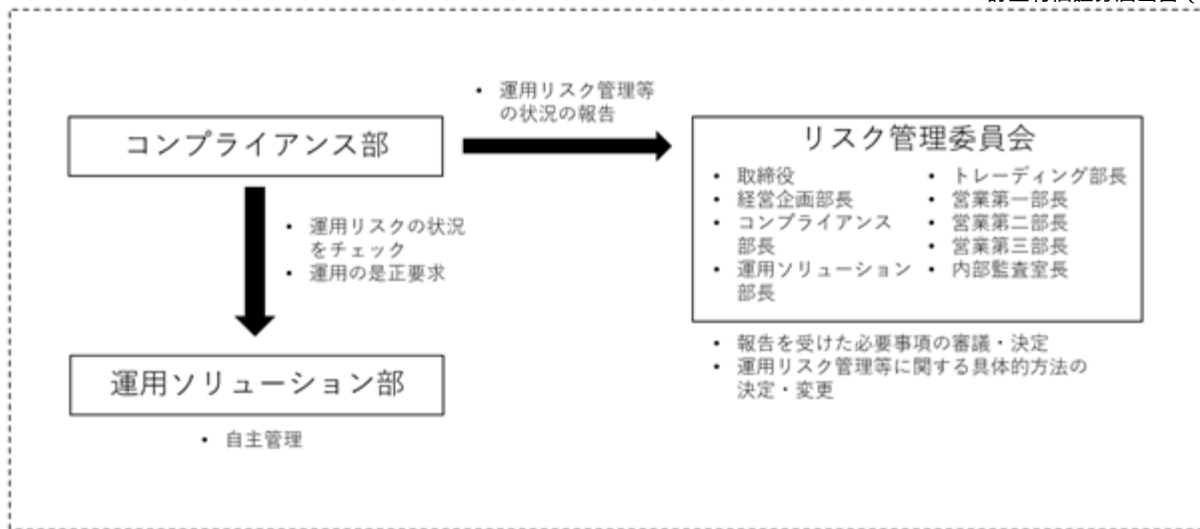 コンプライアンス部
• 運用リスク管理等
の状況の報告
• 運用リスクの状況
をチェック
• 運用の是正要求
運用ソリューション部
• 自主管理
リスク管理委員会
• 取締役
• 経営企画部長
• コンプライアンス
部長
• 運用ソリューション
部長
• トレーディング部長
• 営業第一部長
• 営業第二部長
• 営業第三部長
• 内部監査室長
• 報告を受けた必要事項の審議・決定
• 運用リスク管理等に関する具体的方法の
決定・変更